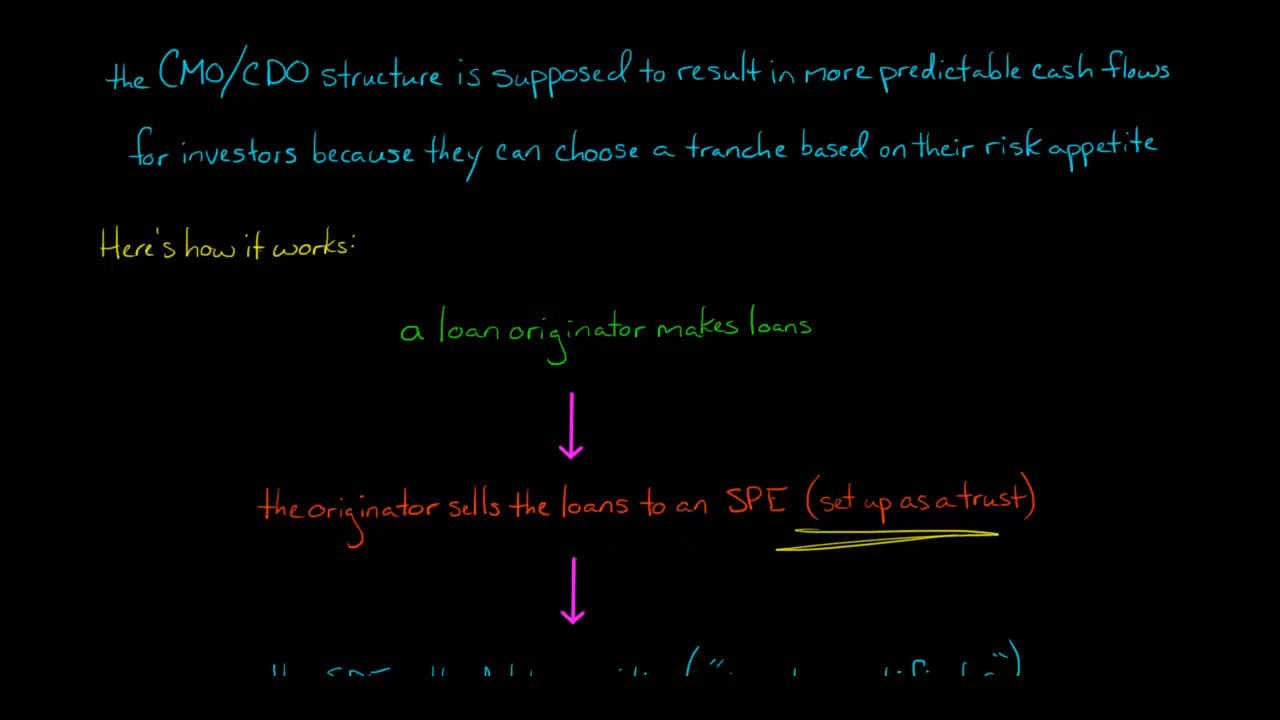 the CMO/CDO structure is supposed to result in more predictable cash flows
for investors because they can choose a tranche based on their risk appetite
Here's how it works:
a loan originator makes loans
the originator sells the loans to an SPE (set up as a trust)